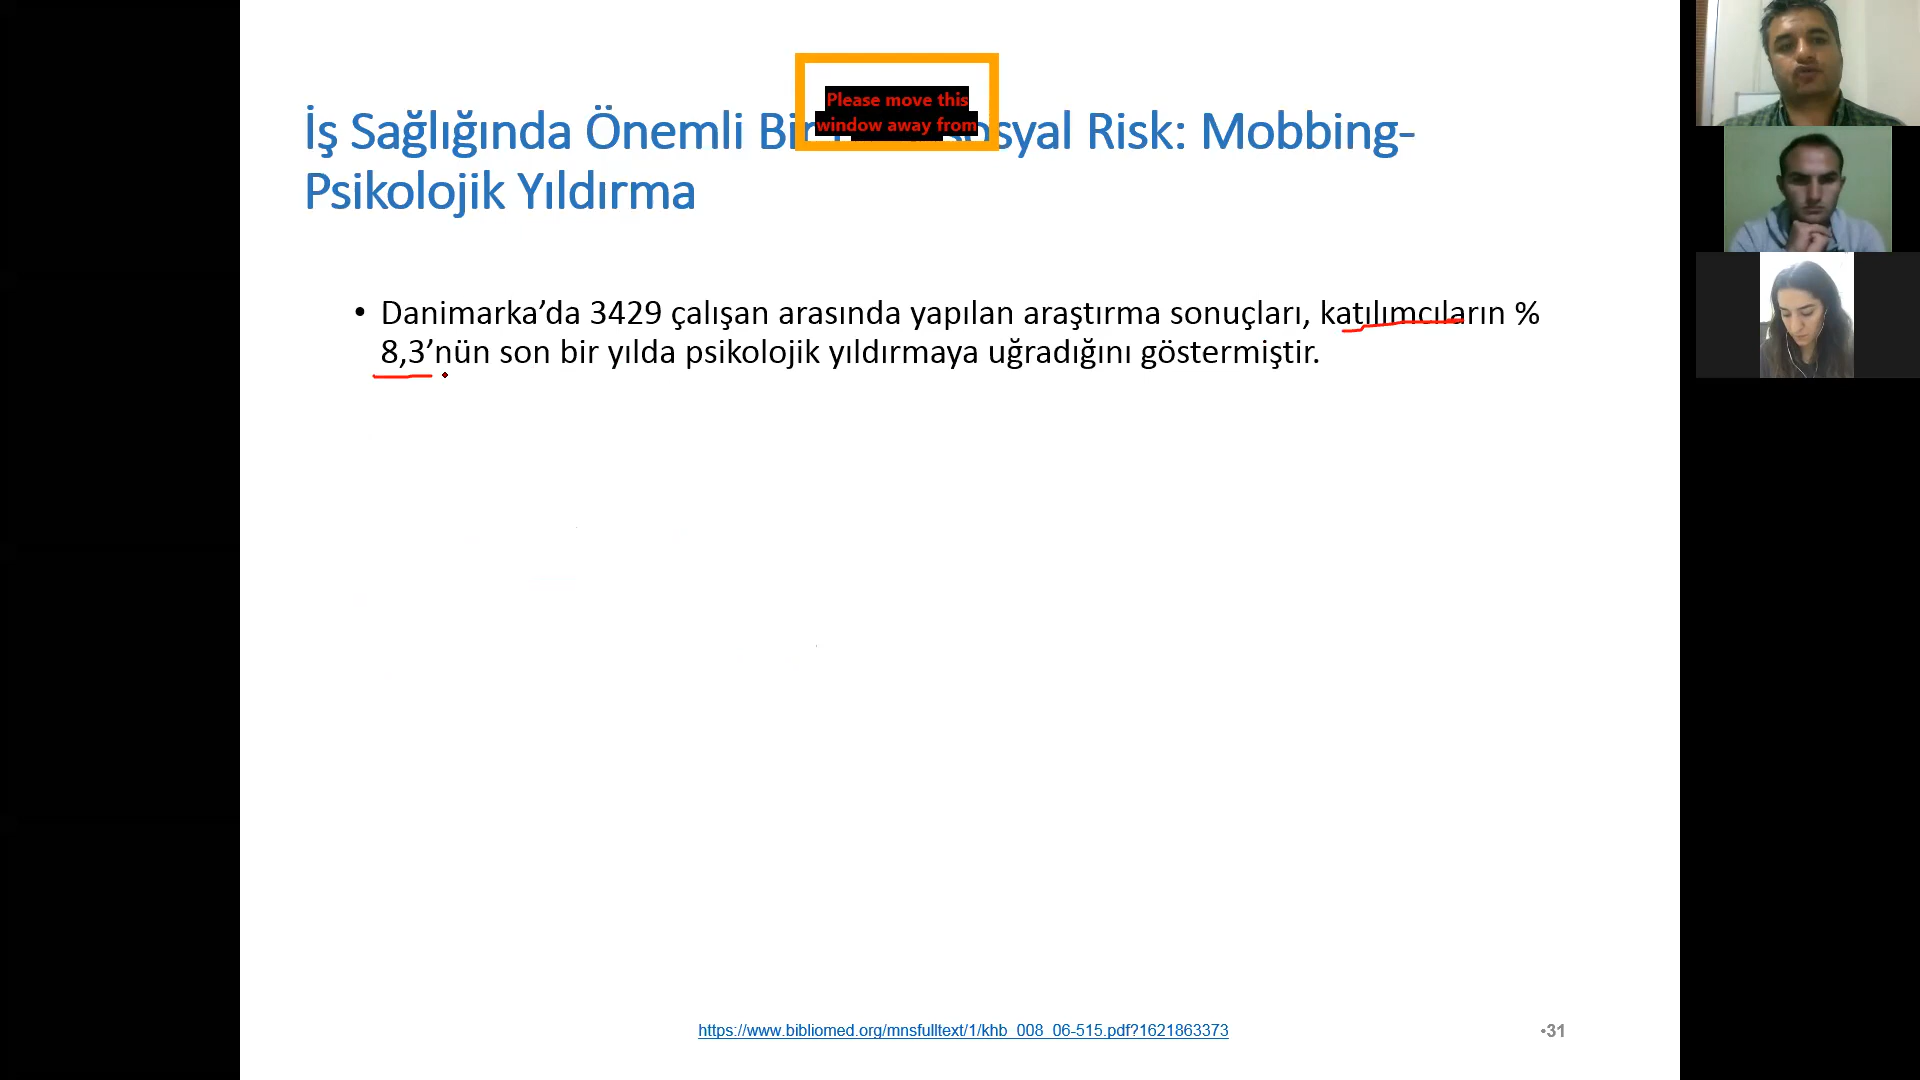 Please move this
window away from
İş Sağlığında Önemli Bir syal Risk: Mobbing-
Psikolojik Yıldırma
• Danimarka’da 3429 çalışan arasında yapılan araştırma sonuçları, katılımcıların %
8,3’nün son bir yılda psikolojik yıldırmaya uğradığını göstermiştir.
https://www.bibliomed.org/mnsfulltext/1/khb_008_06-515.pdf?1621863373
•31